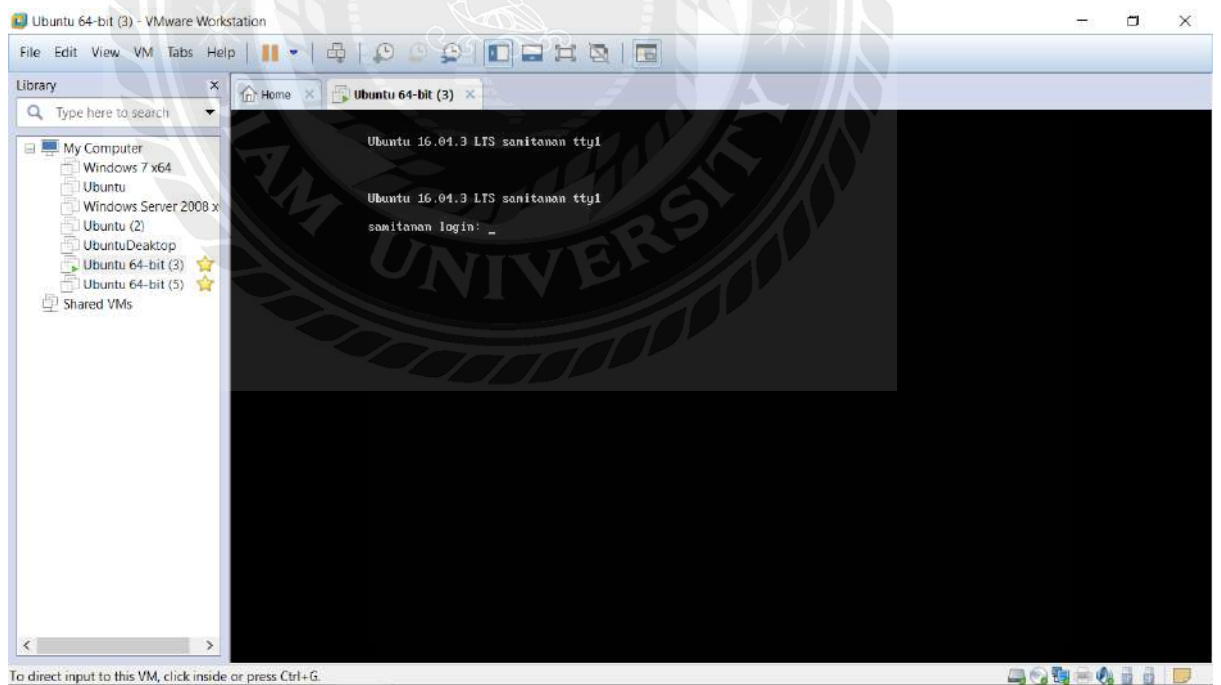 Ubuntu 64-bit (3) - VMware Workstation
File Edit View VM Tabs Help
Library
Home
Ubuntu 64-bit (3)
Type here to search
My Computer
Windows 7 x64
Ubuntu
Windows Server 2008 x
Ubuntu (2)
UbuntuDeaktop
Ubuntu 64-bit (3)
Ubuntu 64-bit (5)
Shared VMs
Ubuntu 16.04.3 LTS samitanan tty1
Ubuntu 16.04.3 LTS samitanan tty1
samitanan login: _
SIAM UNIVERSITY
To direct input to this VM, click inside or press Ctrl+G.